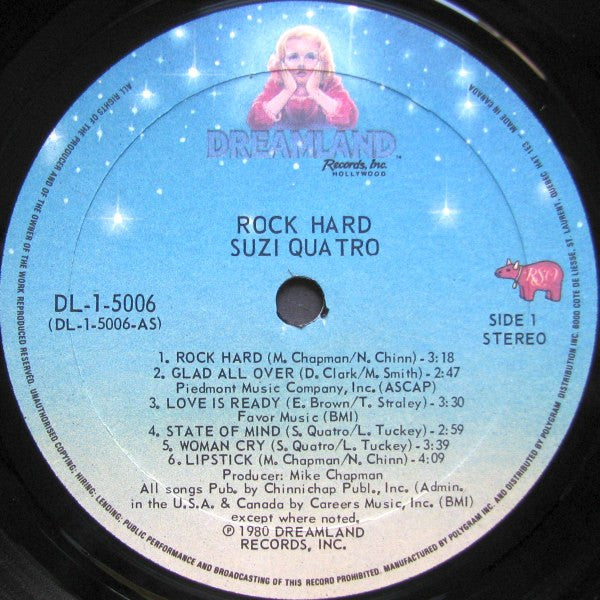 DREAMLAND™
Records, Inc.
HOLLYWOOD
ROCK HARD
SUZI QUATRO
DL-1-5006
(DL-1-5006-AS)
RSO
SIDE 1
STEREO
1. ROCK HARD (M. Chapman/N. Chinn) - 3:18
2. GLAD ALL OVER (D. Clark/M. Smith) - 2:47
Piedmont Music Company, Inc. (ASCAP)
3. LOVE IS READY (E. Brown/T. Straley) - 3:30
Favor Music (BMI)
4. STATE OF MIND (S. Quatro/L. Tuckey) - 2:59
5. WOMAN CRY (S. Quatro/L. Tuckey) - 3:39
6. LIPSTICK (M. Chapman/N. Chinn) - 4:09
Producer: Mike Chapman
All songs Pub. by Chinnichap Publ., Inc. (Admin.
in the U.S.A. & Canada by Careers Music, Inc. (BMI)
except where noted.
℗ 1980 DREAMLAND
RECORDS, INC.
ALL RIGHTS OF THE PRODUCER AND OF THE OWNER OF THE WORK REPRODUCED RESERVED. UNAUTHORISED COPYING; HIRING; LENDING; PUBLIC PERFORMANCE AND BROADCASTING OF THIS RECORD PROHIBITED. MANUFACTURED BY POLYGRAM INC. AND DISTRIBUTED BY POLYGRAM DISTRIBUTION INC. 6000 COTE DE LIESSE, ST. LAURENT, QUEBEC H4T 1E3 • MADE IN CANADA